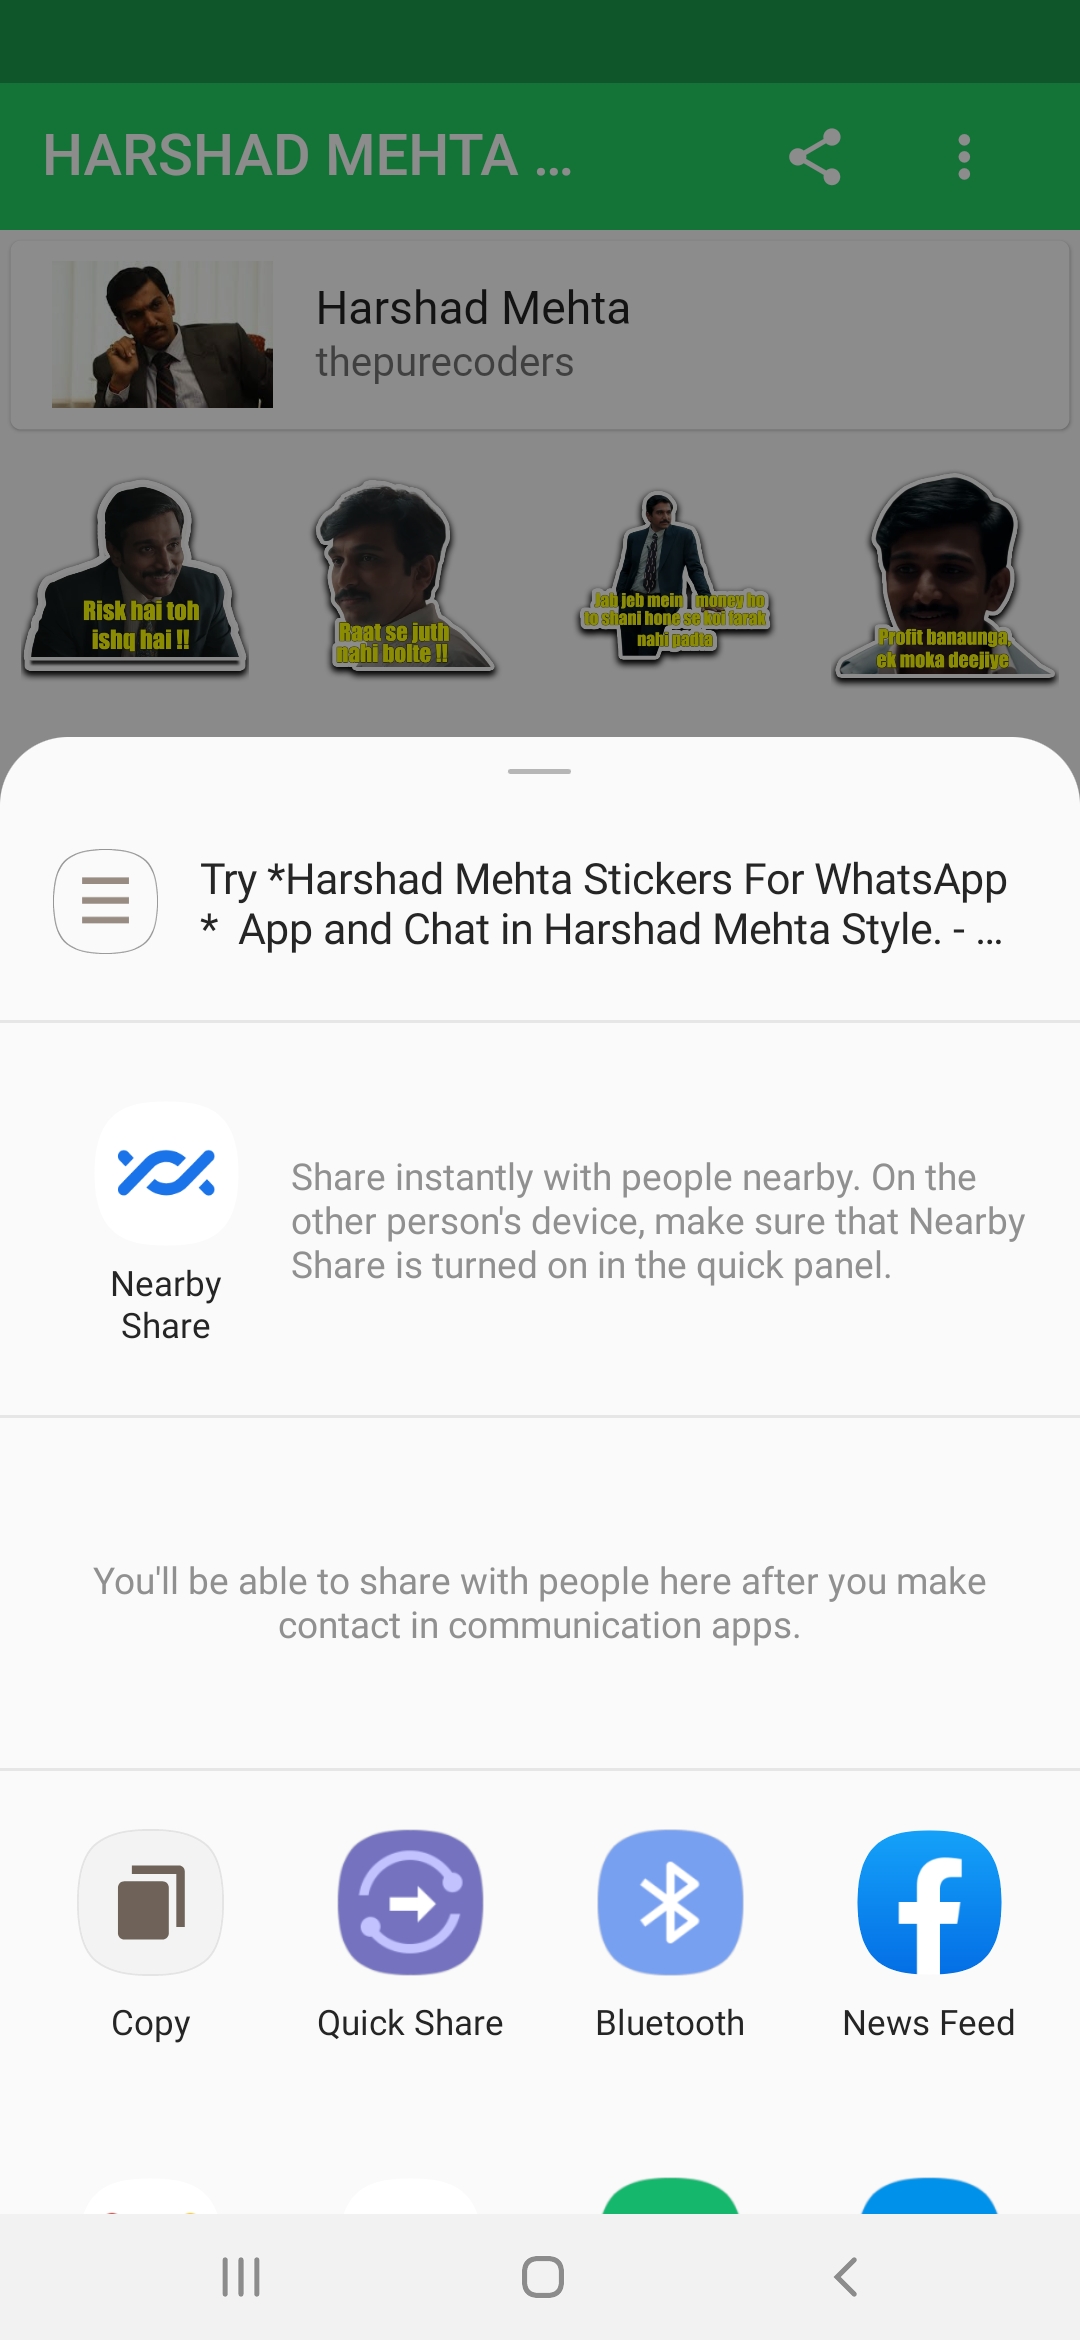 HARSHAD MEHTA ...
Harshad Mehta
thepurecoders
Risk hai toh
ishq hai !!
Raat se juth
nahi bolte !!
Jab jeb mein money ho
to shani hone se koi farak
nahi padta
Profit banaunga,
ek moka deejiye
Try *Harshad Mehta Stickers For WhatsApp
* App and Chat in Harshad Mehta Style. - ...
Nearby
Share
Share instantly with people nearby. On the
other person's device, make sure that Nearby
Share is turned on in the quick panel.
You'll be able to share with people here after you make
contact in communication apps.
Copy
Quick Share
Bluetooth
News Feed